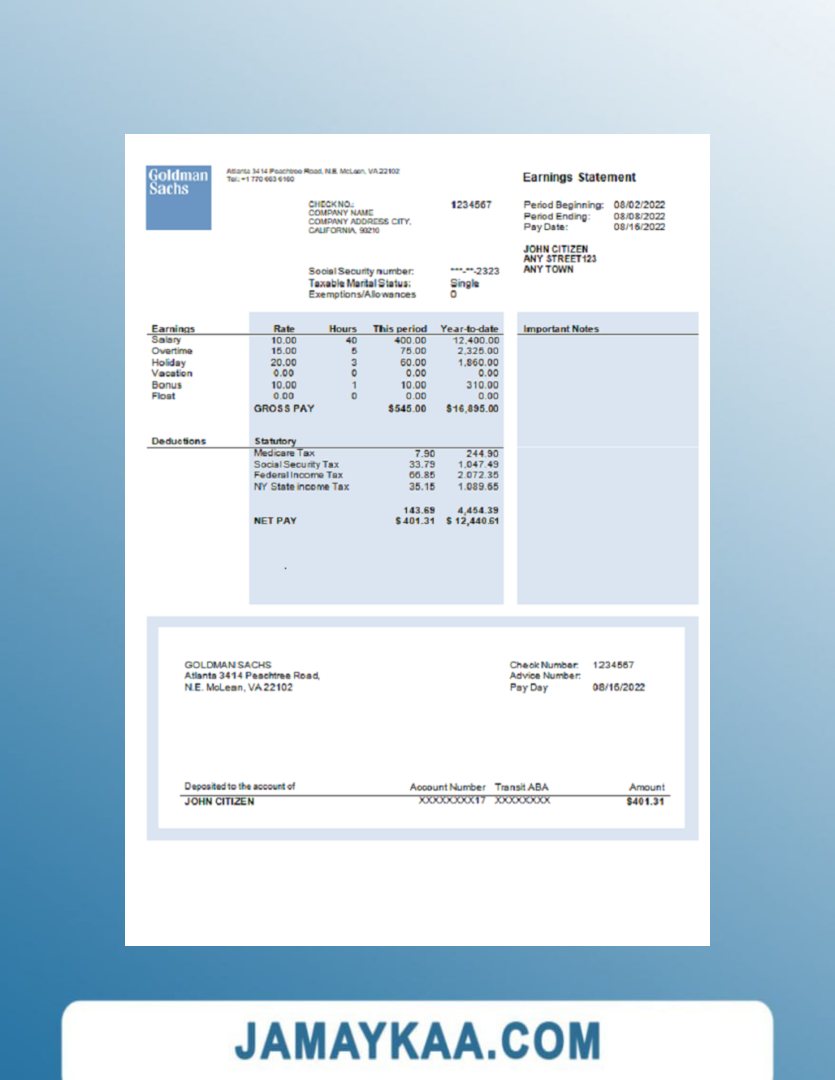 Goldman
Sachs
Atlanta 3414 Peachtree Road, N.E. McLean, VA 22102
Tel.: +1 770 663 6160
Earnings Statement
CHECK NO.: 1234567
COMPANY NAME
COMPANY ADDRESS CITY,
CALIFORNIA, 90210
Period Beginning: 08/02/2022
Period Ending: 08/08/2022
Pay Date: 08/15/2022
JOHN CITIZEN
ANY STREET123
ANY TOWN
Social Security number: ***-**-2323
Taxable Marital Status: Single
Exemptions/Allowances 0
Earnings Rate Hours This period Year-to-date Important Notes
Salary 10.00 40 400.00 12,400.00
Overtime 15.00 5 75.00 2,325.00
Holiday 20.00 3 60.00 1,860.00
Vacation 0.00 0 0.00 0.00
Bonus 10.00 1 10.00 310.00
Float 0.00 0 0.00 0.00
GROSS PAY $545.00 $16,895.00
Deductions Statutory
Medicare Tax 7.90 244.90
Social Security Tax 33.79 1,047.49
Federal Income Tax 66.85 2.072.35
NY State income Tax 35.15 1.089.65
143.69 4,454.39
NET PAY $ 401.31 $ 12,440.61
GOLDMAN SACHS
Atlanta 3414 Peachtree Road,
N.E. McLean, VA 22102
Check Number: 1234567
Advice Number:
Pay Day 08/15/2022
Deposited to the account of Account Number Transit ABA Amount
JOHN CITIZEN XXXXXXXX17 XXXXXXXX $401.31
JAMAYKAA.COM